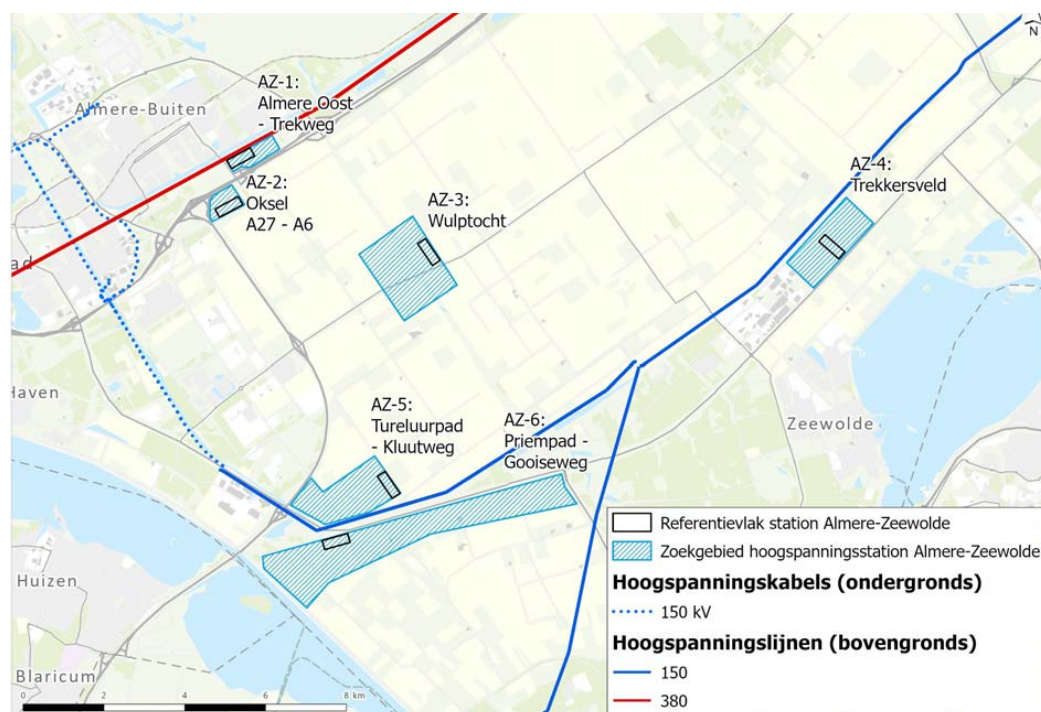 N
AZ-1:
Almere Oost
- Trekweg
Almere-Buiten
AZ-2:
Oksel
A27 - A6
AZ-3:
Wulptocht
AZ-4:
Trekkersveld
ad
Haven
AZ-5:
Tureluurpad
- Kluutweg
AZ-6:
Priempad -
Gooiseweg
Zeewolde
Huizen
Blaricum
0 2 4 6 8 km
Referentievlak station Almere-Zeewolde
Zoekgebied hoogspanningsstation Almere-Zeewolde
Hoogspanningskabels (ondergronds)
150 kV
Hoogspanningslijnen (bovengronds)
150
380